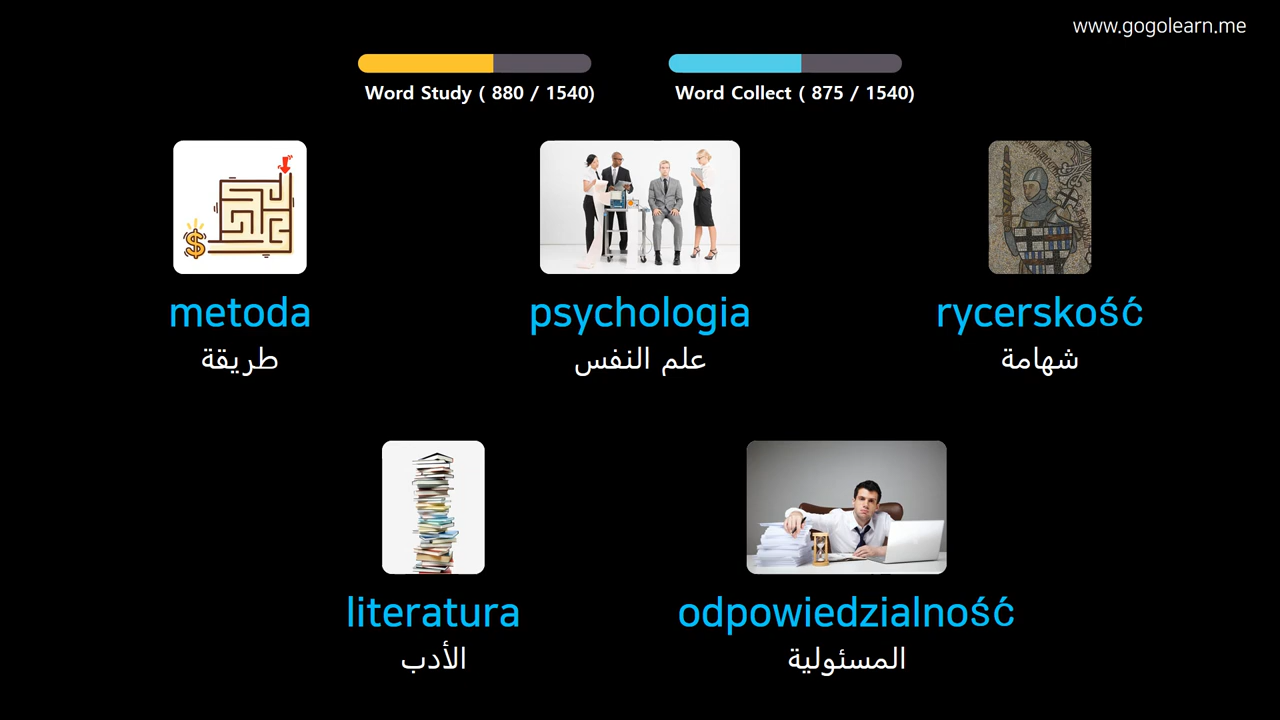 www.gogolearn.me
Word Study ( 880 / 1540)
Word Collect ( 875 / 1540)
metoda
طريقة
psychologia
علم النفس
rycerskość
شهامة
literatura
الأدب
odpowiedzialność
المسئولية